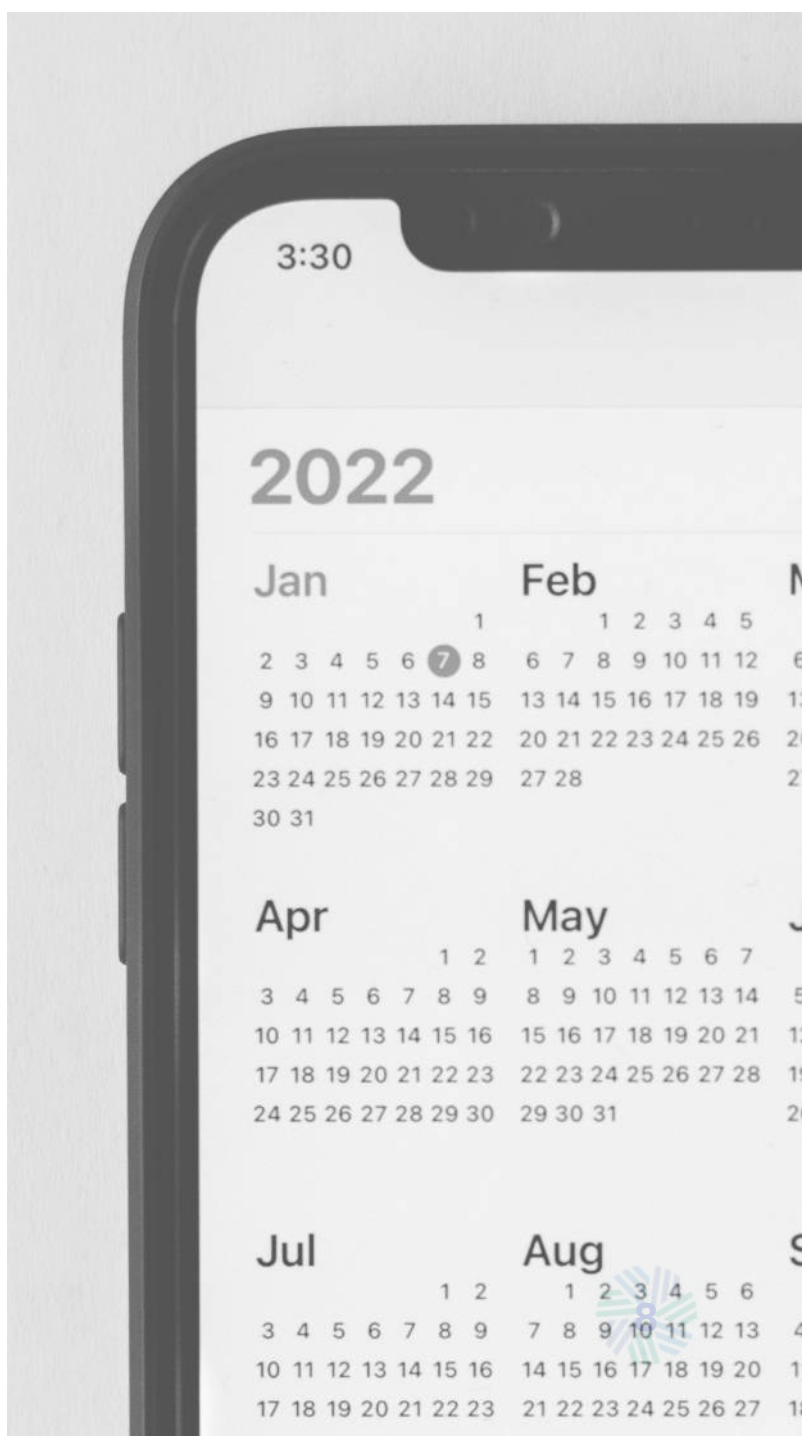 3:30
2022
Jan Feb
1 1 2 3 4 5
2 3 4 5 6 7 8 6 7 8 9 10 11 12
9 10 11 12 13 14 15 13 14 15 16 17 18 19
16 17 18 19 20 21 22 20 21 22 23 24 25 26
23 24 25 26 27 28 29 27 28
30 31
Apr May
1 2 1 2 3 4 5 6 7
3 4 5 6 7 8 9 8 9 10 11 12 13 14
10 11 12 13 14 15 16 15 16 17 18 19 20 21
17 18 19 20 21 22 23 22 23 24 25 26 27 28
24 25 26 27 28 29 30 29 30 31
Jul Aug
1 2 1 2 3 4 5 6
8
3 4 5 6 7 8 9 7 8 9 10 11 12 13
10 11 12 13 14 15 16 14 15 16 17 18 19 20
17 18 19 20 21 22 23 21 22 23 24 25 26 27